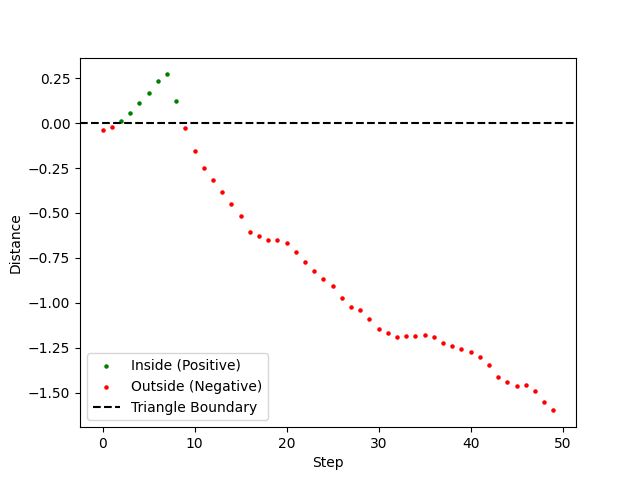 0.25
0.00
−0.25
−0.50
−0.75
−1.00
−1.25
−1.50
Distance
Inside (Positive)
Outside (Negative)
Triangle Boundary
0 10 20 30 40 50
Step